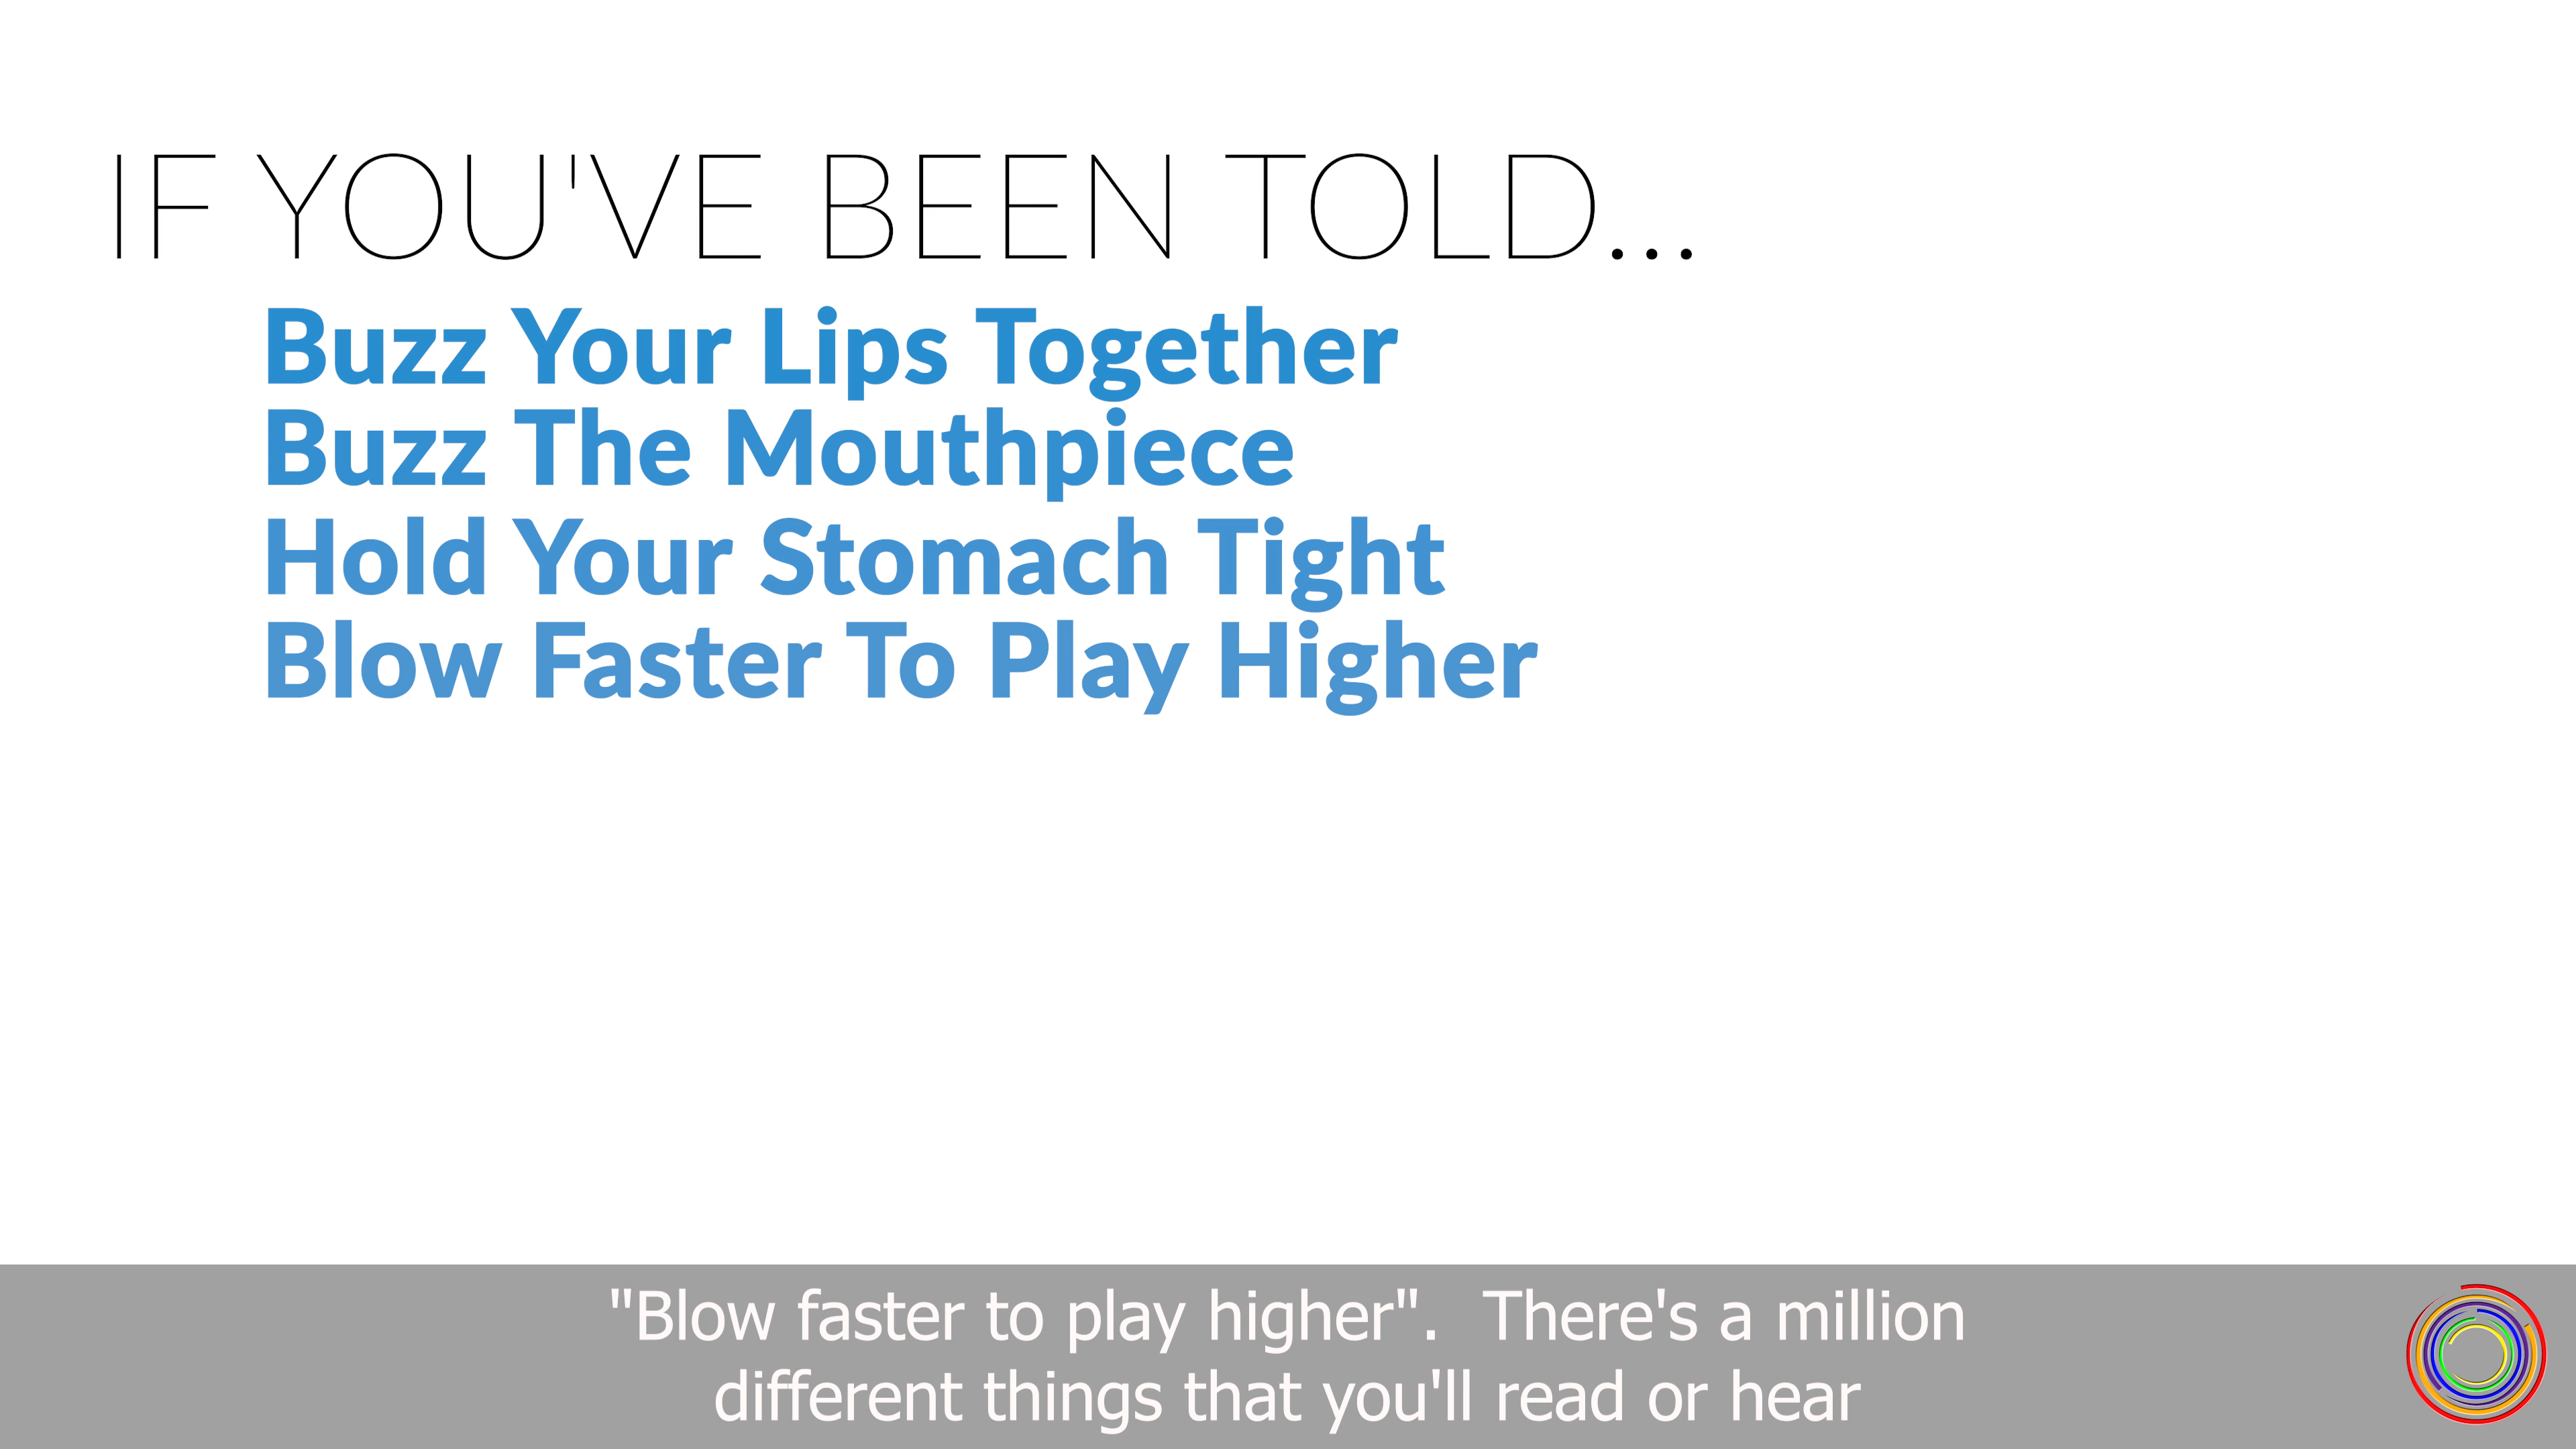 IF YOU'VE BEEN TOLD...
Buzz Your Lips Together
Buzz The Mouthpiece
Hold Your Stomach Tight
Blow Faster To Play Higher
"Blow faster to play higher".  There's a million
different things that you'll read or hear